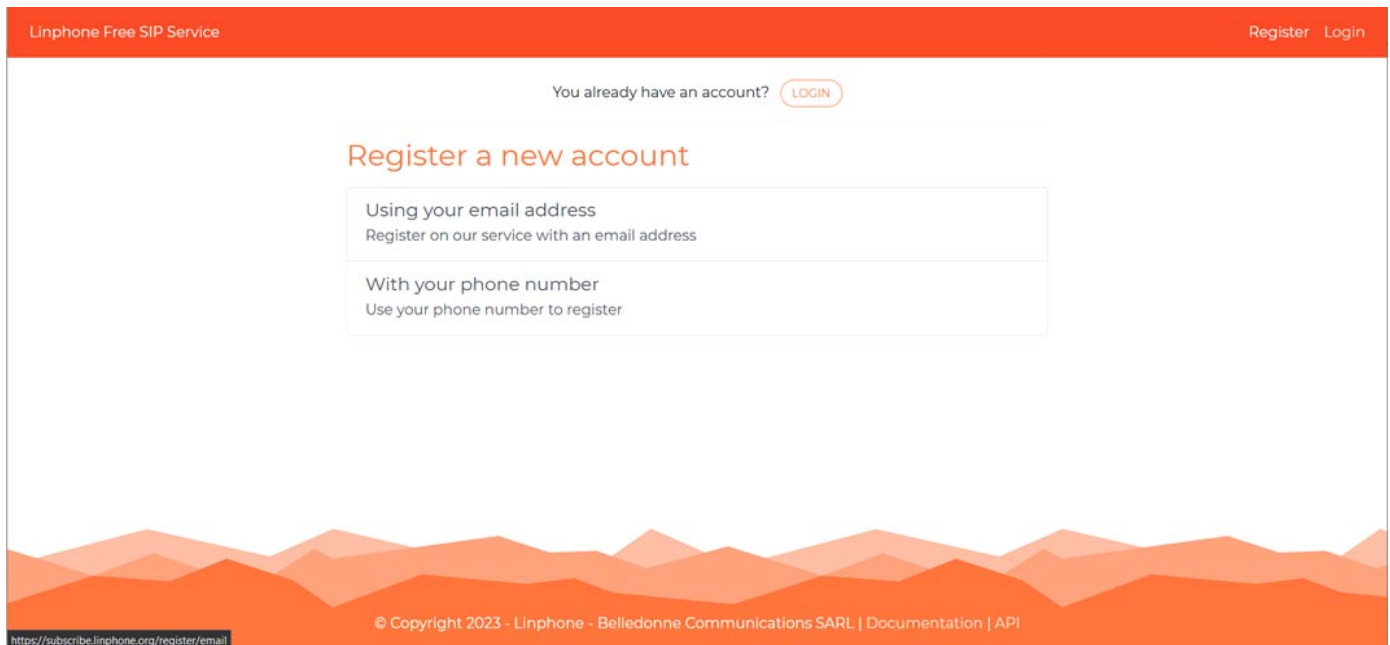 Linphone Free SIP Service
Register Login
You already have an account? LOGIN
Register a new account
Using your email address
Register on our service with an email address
With your phone number
Use your phone number to register
© Copyright 2023 - Linphone - Belledonne Communications SARL | Documentation | API
https://subscribe.linphone.org/register/email